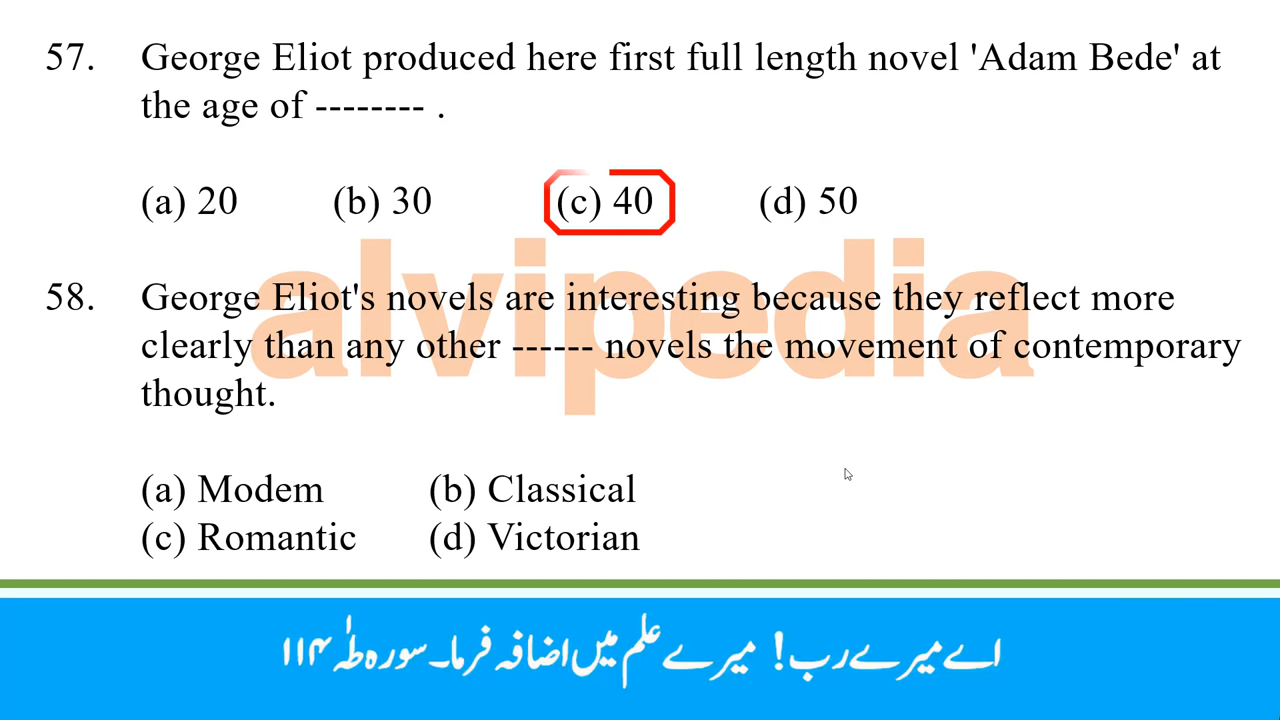 57. George Eliot produced here first full length novel 'Adam Bede' at
the age of -------- .
(a) 20 (b) 30 (c) 40 (d) 50
alvipedia
58. George Eliot's novels are interesting because they reflect more
clearly than any other ------ novels the movement of contemporary
thought.
(a) Modem (b) Classical
(c) Romantic (d) Victorian
اے میرے رب! میرے علم میں اضافہ فرما۔ سورہ طہٰ ۱۱۴